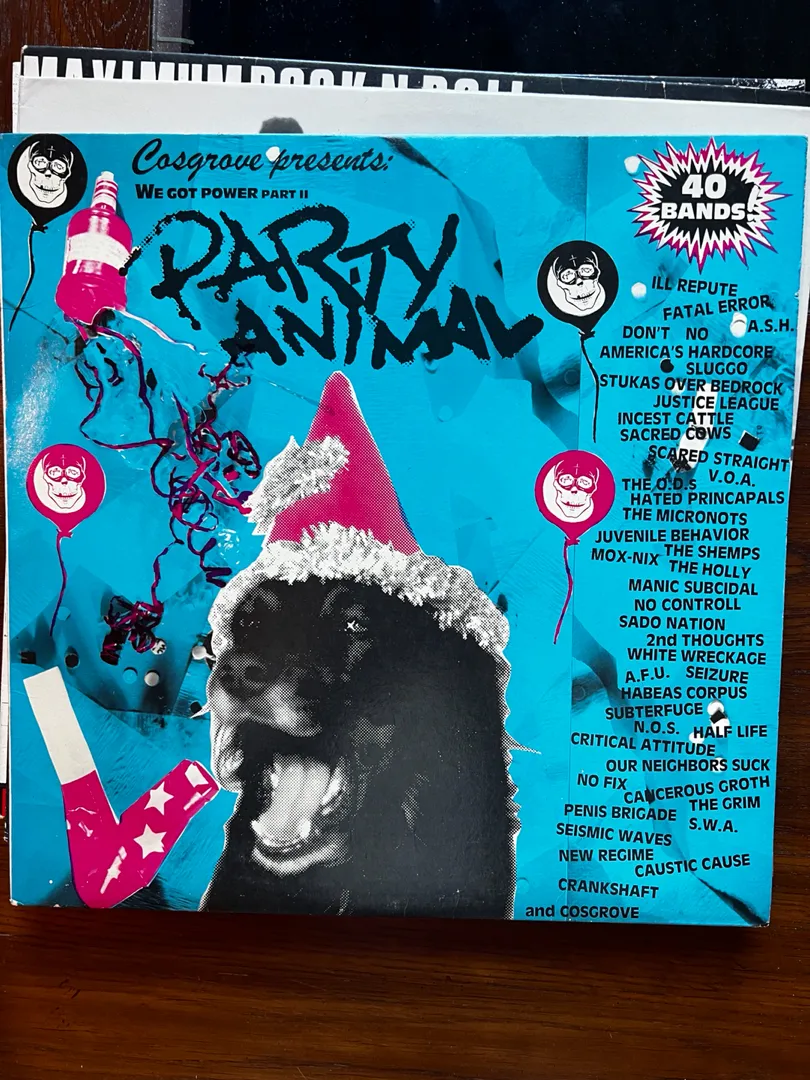 MAXIMUM ROCK N ROLL
Cosgrove presents:
WE GOT POWER PART II
PARTY
ANIMAL
40
BANDS!
ILL REPUTE
FATAL ERROR
DON'T NO
A.S.H.
AMERICA'S HARDCORE
SLUGGO
STUKAS OVER BEDROCK
JUSTICE LEAGUE
INCEST CATTLE
SACRED COWS
SCARED STRAIGHT
V.O.A.
THE O.D.S
HATED PRINCAPALS
THE MICRONOTS
JUVENILE BEHAVIOR
MOX-NIX THE SHEMPS
THE HOLLY
MANIC SUBCIDAL
NO CONTROLL
SADO NATION
2nd THOUGHTS
WHITE WRECKAGE
A.F.U. SEIZURE
HABEAS CORPUS
SUBTERFUGE
N.O.S. HALF LIFE
CRITICAL ATTITUDE
OUR NEIGHBORS SUCK
NO FIX
CANCEROUS GROTH
PENIS BRIGADE THE GRIM
S.W.A.
SEISMIC WAVES
NEW REGIME
CAUSTIC CAUSE
CRANKSHAFT
and COSGROVE